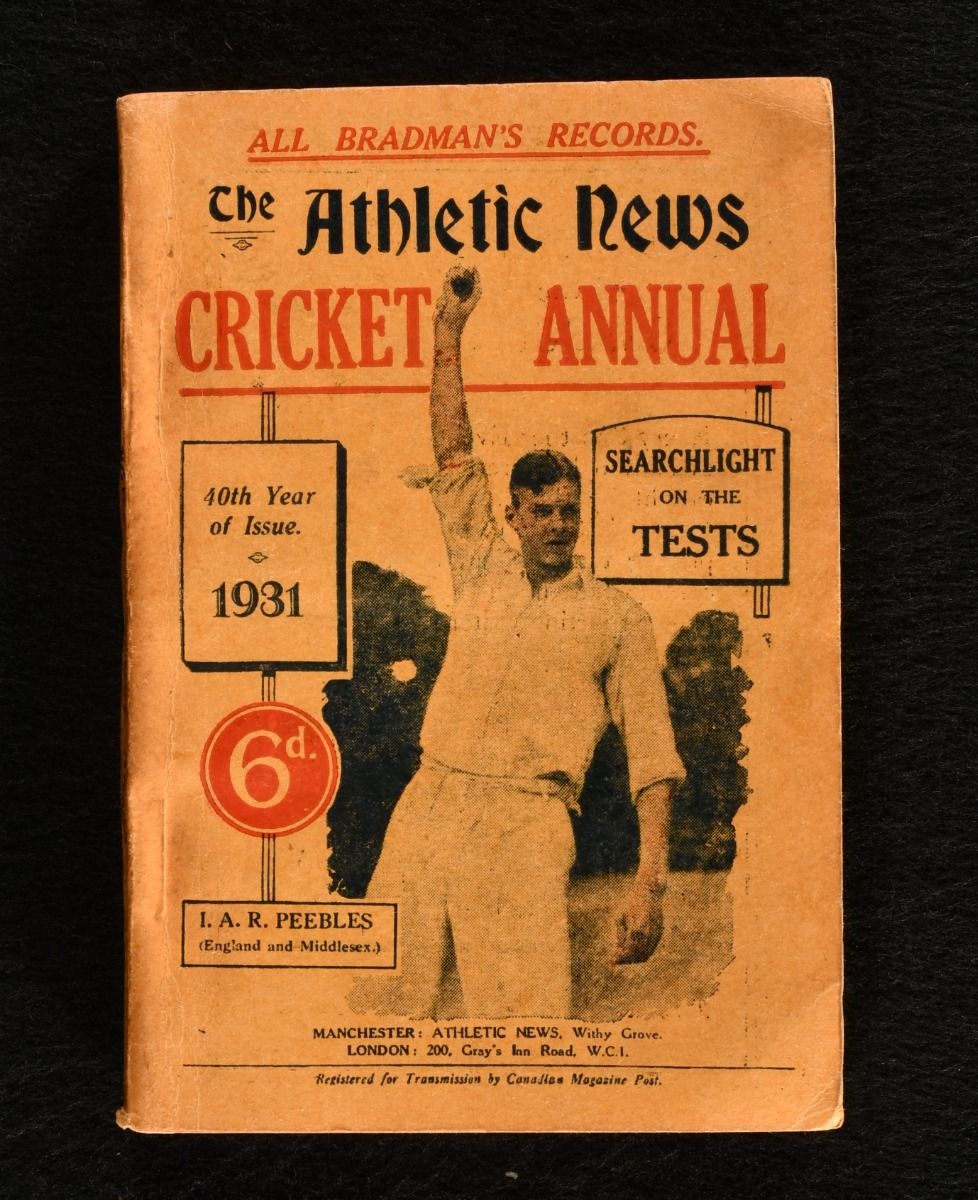 ALL BRADMAN'S RECORDS.
The Athletic News
CRICKET ANNUAL
40th Year
of Issue.
1931
SEARCHLIGHT
ON THE
TESTS
6d.
I. A. R. PEEBLES
(England and Middlesex.)
MANCHESTER: ATHLETIC NEWS, Withy Grove.
LONDON: 200, Gray's Inn Road, W.C.1.
Registered for Transmission by Canadian Magazine Post.